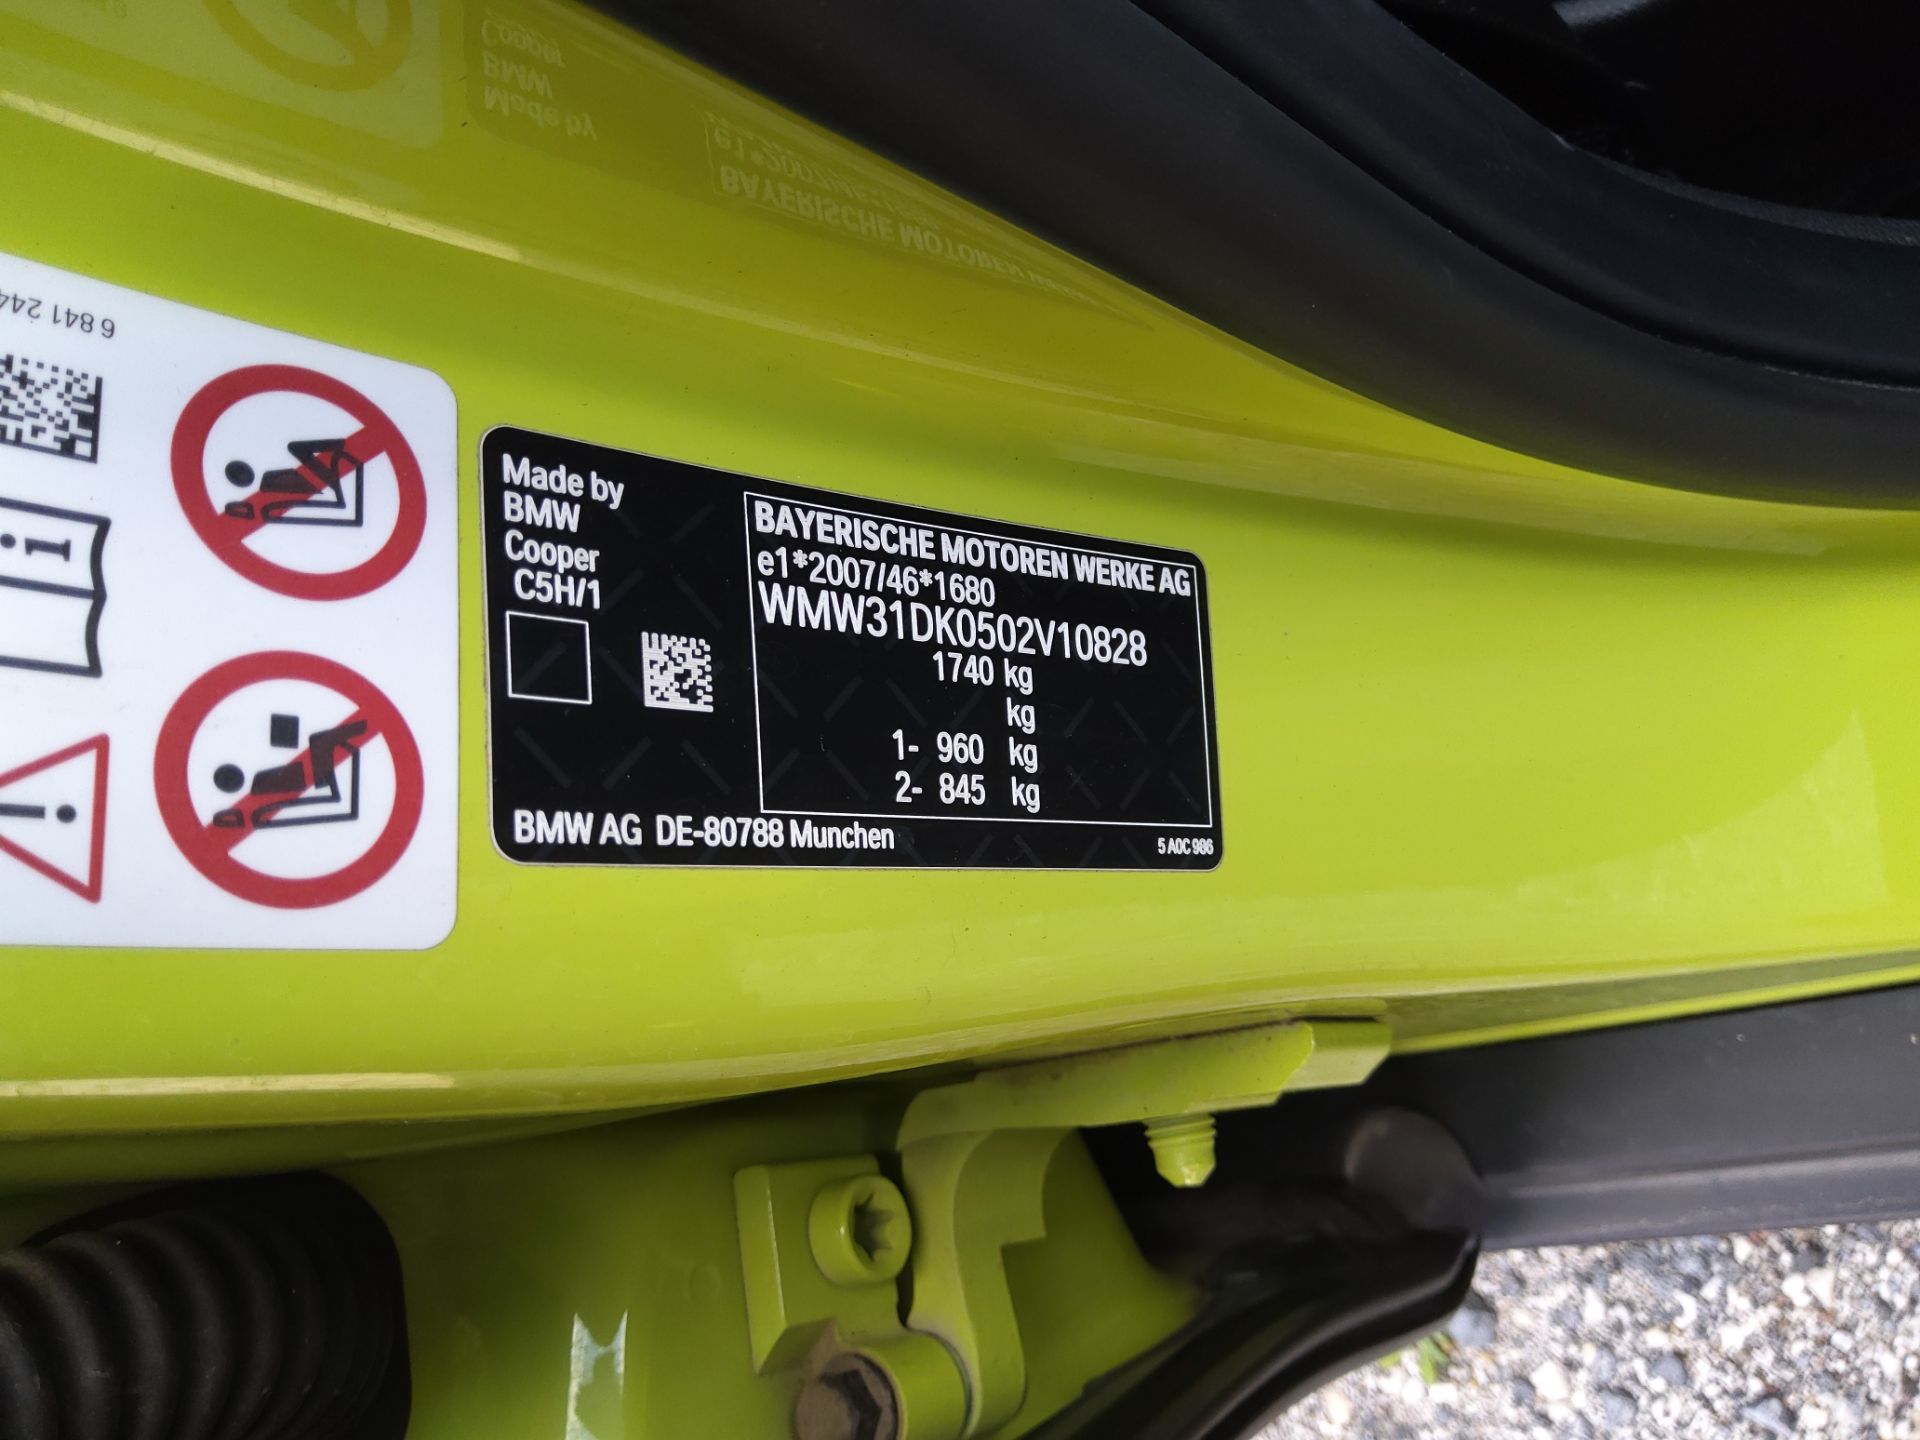 6 841 244
Made by
BMW
Cooper
C5H/1
BAYERISCHE MOTOREN WERKE AG
e1*2007/46*1680
WMW31DK0502V10828
1740 kg
kg
1- 960 kg
2- 845 kg
BMW AG DE-80788 Munchen
5 A0C 986